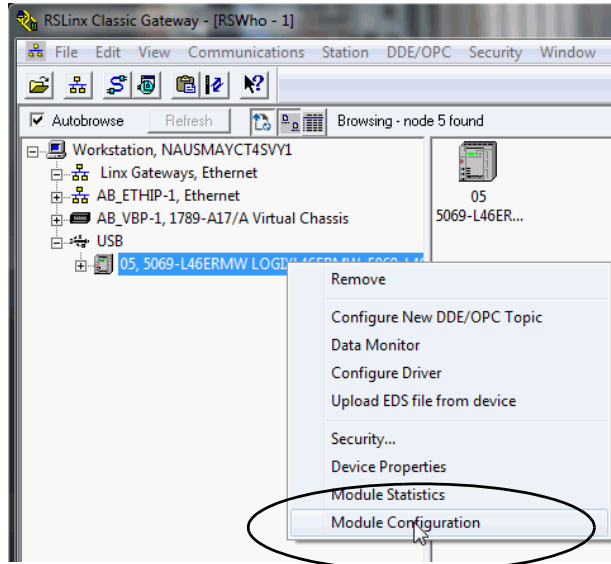 RSLinx Classic Gateway - [RSWho - 1]
File Edit View Communications Station DDE/OPC Security Window
Autobrowse Refresh Browsing - node 5 found
Workstation, NAUSMAYCT4SVY1
Linx Gateways, Ethernet
AB_ETHIP-1, Ethernet
AB_VBP-1, 1789-A17/A Virtual Chassis
USB
05, 5069-L46ERMW
05
5069-L46ER...
Remove
Configure New DDE/OPC Topic
Data Monitor
Configure Driver
Upload EDS file from device
Security...
Device Properties
Module Statistics
Module Configuration